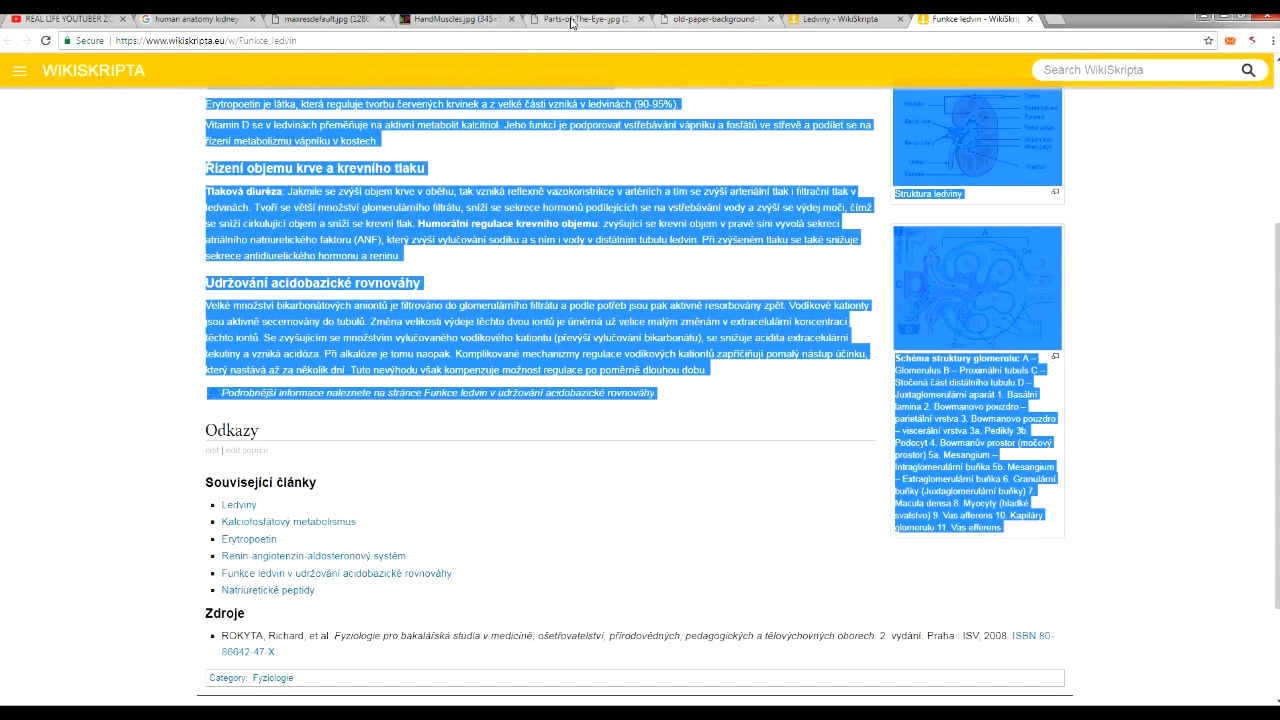 REAL LIFE YOUTUBER ZO
human anatomy kidney -
maxresdefault.jpg (1280
HandMuscles.jpg (345×5
Parts-of-The-Eye-.jpg (1
old-paper-background-t
Ledviny - WikiSkripta
Funkce ledvin - WikiSkri
Secure
https://www.wikiskripta.eu/w/Funkce_ledvin
WIKISKRIPTA
Search WikiSkripta
Erytropoetin je látka, která reguluje tvorbu červených krvinek a z velké části vzniká v ledvinách (90-95%).
Vitamin D se v ledvinách přeměňuje na aktivní metabolit kalcitriol. Jeho funkcí je podporovat vstřebávání vápníku a fosfátů ve střevě a podílet se na
řízení metabolizmu vápníku v kostech.
Řízení objemu krve a krevního tlaku
Tlaková diuréza: Jakmile se zvýší objem krve v oběhu, tak vzniká reflexně vazokonstrikce v artériích a tím se zvýší arteriální tlak i filtrační tlak v
ledvinách. Tvoří se větší množství glomerulárního filtrátu, sníží se sekrece hormonů podílejících se na vstřebávání vody a zvýší se výdej moči, čímž
se sníží cirkulující objem a sníží se krevní tlak. Humorální regulace krevního objemu: zvyšující se krevní objem v pravé síni vyvolá sekreci
atriálního natriuretického faktoru (ANF), který zvýší vylučování sodíku a s ním i vody v distálním tubulu ledvin. Při zvýšeném tlaku se také snižuje
sekrece antidiuretického hormonu a reninu.
Udržování acidobazické rovnováhy
Velké množství bikarbonátových aniontů je filtrováno do glomerulárního filtrátu a podle potřeb jsou pak aktivně resorbovány zpět. Vodíkové kationty
jsou aktivně secernovány do tubulů. Změna velikosti výdeje těchto dvou iontů je úměrná už velice malým změnám v extracelulární koncentraci
těchto iontů. Se zvyšujícím se množstvím vylučovaného vodíkového kationtu (převýší vylučování bikarbonátu), se snižuje acidita extracelulární
tekutiny a vzniká acidóza. Při alkalóze je tomu naopak. Komplikované mechanizmy regulace vodíkových kationtů zapříčiňují pomalý nástup účinku,
který nastává až za několik dní. Tuto nevýhodu však kompenzuje možnost regulace po poměrně dlouhou dobu.
Podrobnější informace naleznete na stránce Funkce ledvin v udržování acidobazické rovnováhy.
Odkazy
edit | edit source
Související články
Ledviny
Kalciofosfátový metabolismus
Erytropoetin
Renin-angiotenzin-aldosteronový systém
Funkce ledvin v udržování acidobazické rovnováhy
Natriuretické peptidy
Zdroje
ROKYTA, Richard, et al. Fyziologie pro bakalářská studia v medicíně, ošetřovatelství, přírodovědných, pedagogických a tělovýchovných oborech. 2. vydání. Praha : ISV, 2008. ISBN 80-
86642-47-X.
Category: Fyziologie
Struktura ledviny
A
C
D
Schéma struktury glomerulu: A –
Glomerulus B – Proximální tubuls C –
Stočená část distálního tubulu D –
Juxtaglomerulární aparát 1. Basální
lamina 2. Bowmanovo pouzdro –
parietální vrstva 3. Bowmanovo pouzdro
– viscerální vrstva 3a. Pedikly 3b.
Podocyt 4. Bowmanův prostor (močový
prostor) 5a. Mesangium –
Intraglomerulární buňka 5b. Mesangium
– Extraglomerulární buňka 6. Granulární
buňky (Juxtaglomerulární buňky) 7.
Macula densa 8. Myocyty (hladké
svalstvo) 9. Vas afferens 10. Kapiláry
glomerulu 11. Vas efferens